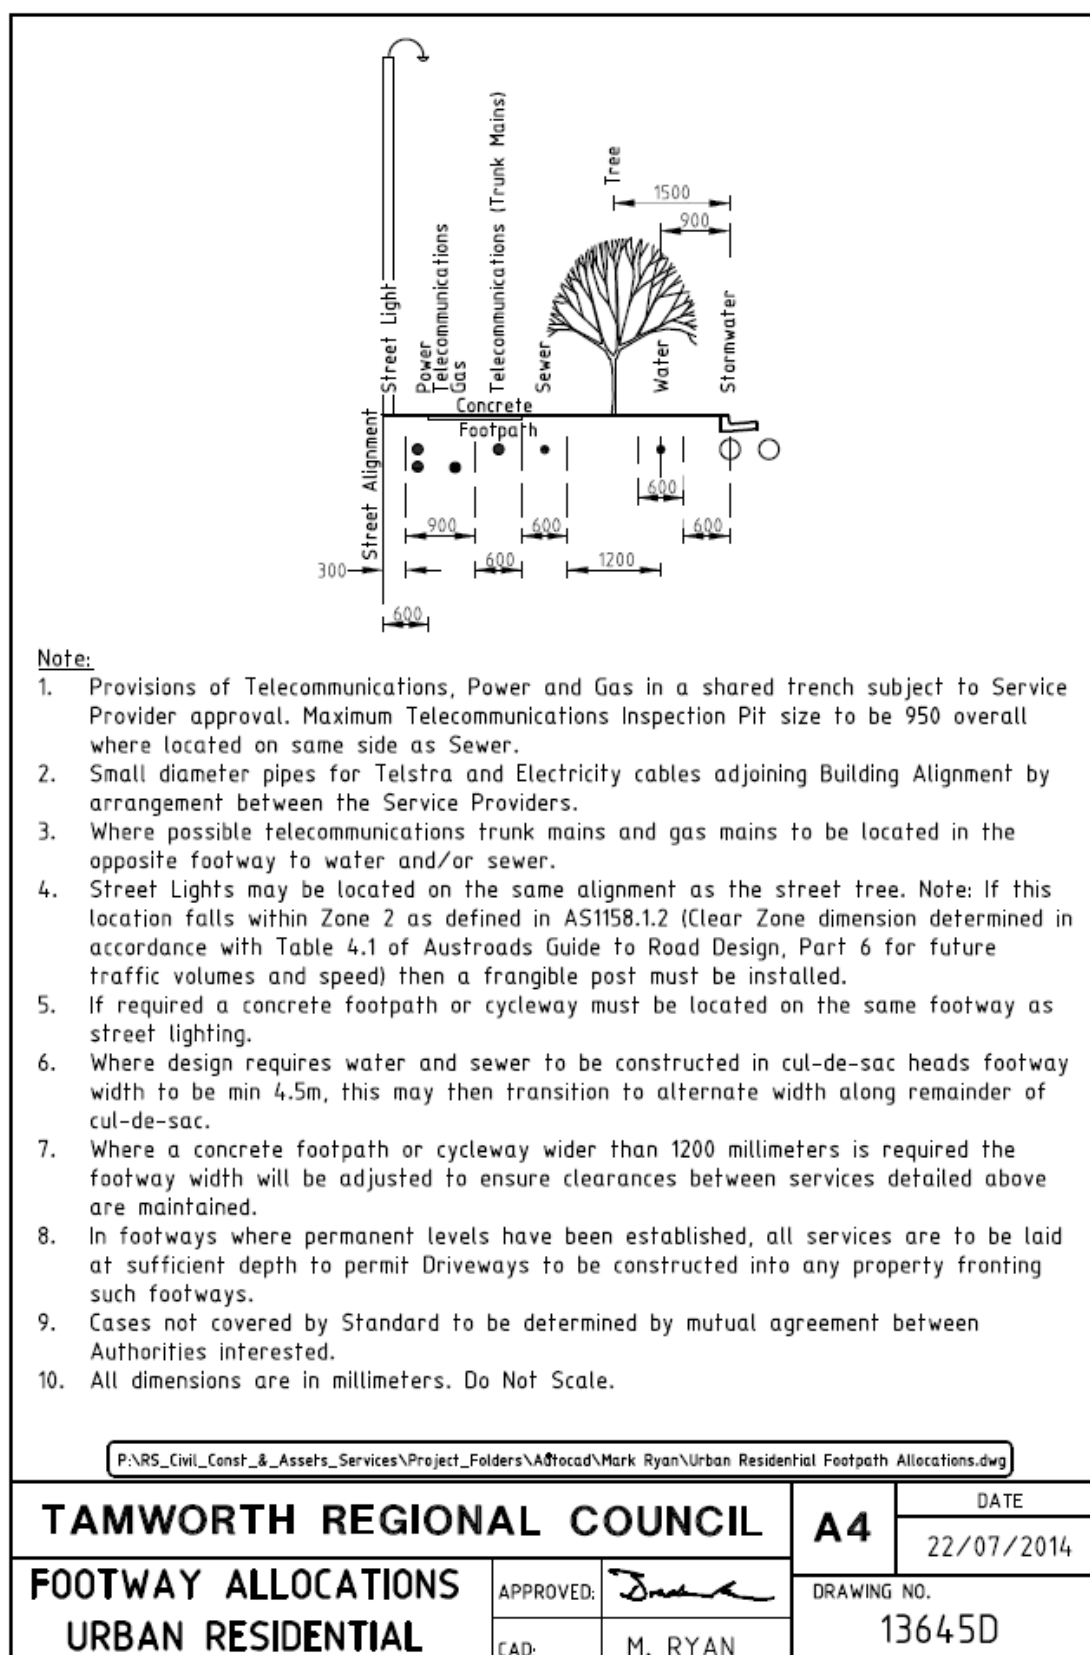 Tree
1500
900
Telecommunications (Trunk Mains)
Street Light
Power
Telecommunications
Gas
Sewer
Water
Stormwater
Concrete
Footpath
Street Alignment
600
900
600
600
600
1200
300
600
Note:
1. Provisions of Telecommunications, Power and Gas in a shared trench subject to Service
Provider approval. Maximum Telecommunications Inspection Pit size to be 950 overall
where located on same side as Sewer.
2. Small diameter pipes for Telstra and Electricity cables adjoining Building Alignment by
arrangement between the Service Providers.
3. Where possible telecommunications trunk mains and gas mains to be located in the
opposite footway to water and/or sewer.
4. Street Lights may be located on the same alignment as the street tree. Note: If this
location falls within Zone 2 as defined in AS1158.1.2 (Clear Zone dimension determined in
accordance with Table 4.1 of Austroads Guide to Road Design, Part 6 for future
traffic volumes and speed) then a frangible post must be installed.
5. If required a concrete footpath or cycleway must be located on the same footway as
street lighting.
6. Where design requires water and sewer to be constructed in cul-de-sac heads footway
width to be min 4.5m, this may then transition to alternate width along remainder of
cul-de-sac.
7. Where a concrete footpath or cycleway wider than 1200 millimeters is required the
footway width will be adjusted to ensure clearances between services detailed above
are maintained.
8. In footways where permanent levels have been established, all services are to be laid
at sufficient depth to permit Driveways to be constructed into any property fronting
such footways.
9. Cases not covered by Standard to be determined by mutual agreement between
Authorities interested.
10. All dimensions are in millimeters. Do Not Scale.
P:\RS_Civil_Const_&_Assets_Services\Project_Folders\Autocad\Mark Ryan\Urban Residential Footpath Allocations.dwg
TAMWORTH REGIONAL COUNCIL
A4
DATE
22/07/2014
FOOTWAY ALLOCATIONS
URBAN RESIDENTIAL
APPROVED:
CAD:
M. RYAN
DRAWING NO.
13645D